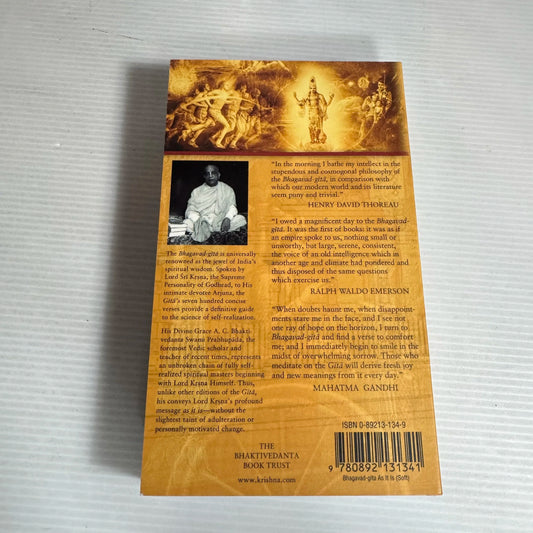 "In the morning I bathe my intellect in the
stupendous and cosmogonal philosophy of
the Bhagavad-gītā, in comparison with
which our modern world and its literature
seem puny and trivial."
HENRY DAVID THOREAU
"I owed a magnificent day to the Bhagavad-
gītā. It was the first of books; it was as if
an empire spoke to us, nothing small or
unworthy, but large, serene, consistent,
the voice of an old intelligence which in
another age and climate had pondered and
thus disposed of the same questions
which exercise us."
RALPH WALDO EMERSON
"When doubts haunt me, when disappoint-
ments stare me in the face, and I see not
one ray of hope on the horizon, I turn to
Bhagavad-gītā and find a verse to comfort
me; and I immediately begin to smile in the
midst of overwhelming sorrow. Those who
meditate on the Gītā will derive fresh joy
and new meanings from it every day."
MAHATMA GANDHI
The Bhagavad-gītā is universally
renowned as the jewel of India's
spiritual wisdom. Spoken by
Lord Śrī Kṛṣṇa, the Supreme
Personality of Godhead, to His
intimate devotee Arjuna, the
Gītā's seven hundred concise
verses provide a definitive guide
to the science of self-realization.
His Divine Grace A. C. Bhakti-
vedanta Swami Prabhupāda, the
foremost Vedic scholar and
teacher of recent times, represents
an unbroken chain of fully self-
realized spiritual masters beginning
with Lord Kṛṣṇa Himself. Thus,
unlike other editions of the Gītā,
his conveys Lord Kṛṣṇa's profound
message as it is—without the
slightest taint of adulteration or
personally motivated change.
THE
BHAKTIVEDANTA
BOOK TRUST
www.krishna.com
ISBN 0-89213-134-9
9 780892 131341
Bhagavad-gita As It Is (Soft)